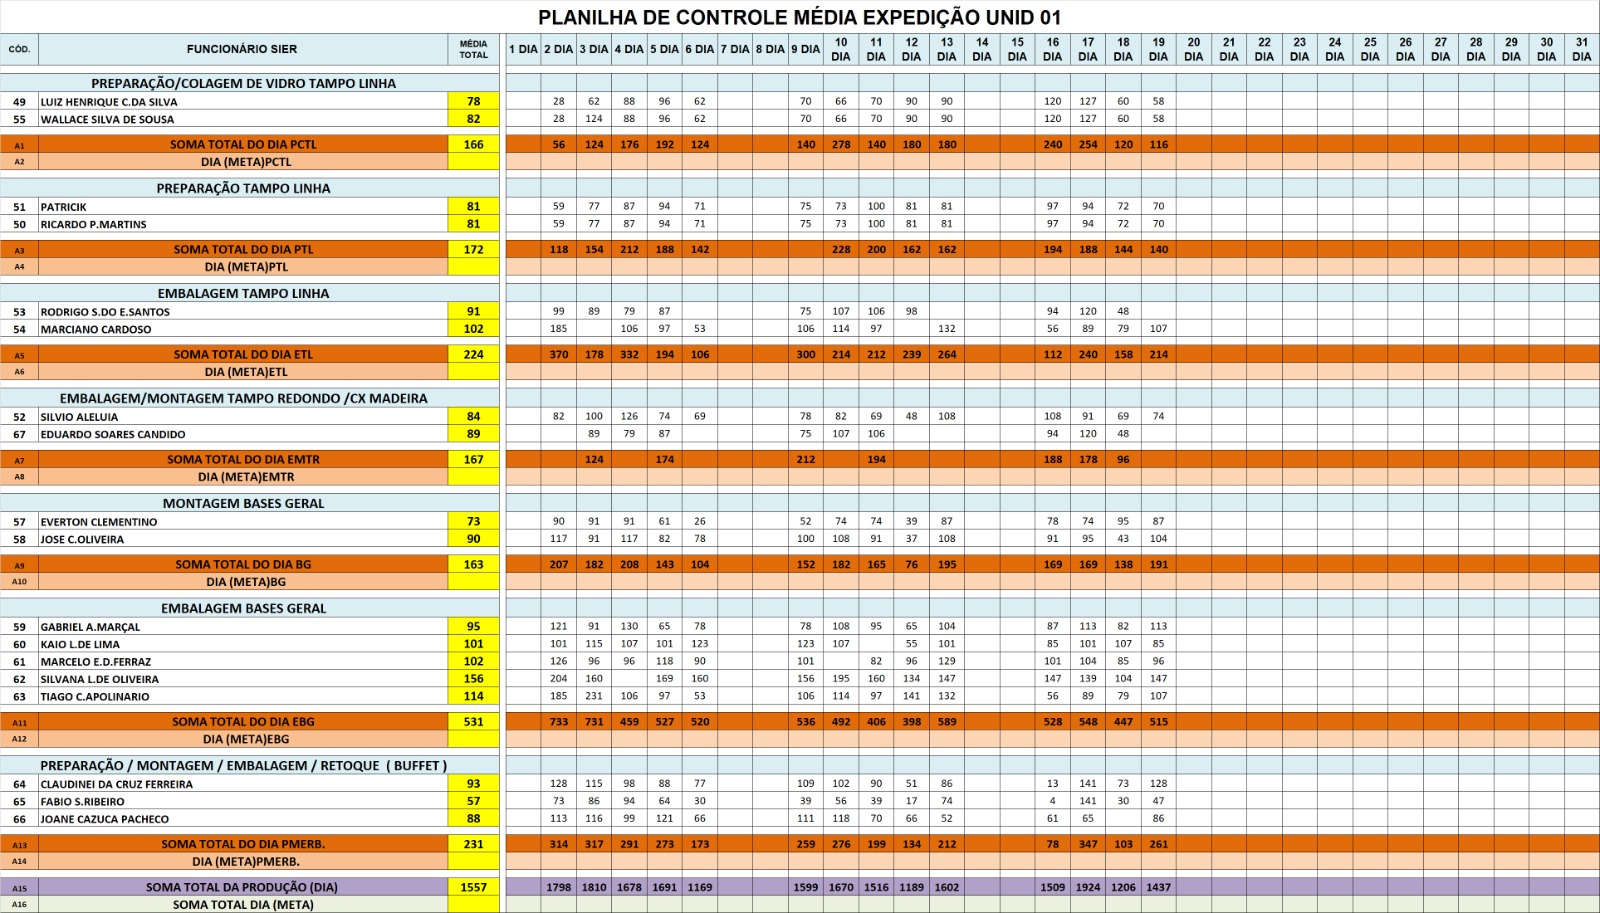 PLANILHA DE CONTROLE MÉDIA EXPEDIÇÃO UNID 01
CÓD. FUNCIONÁRIO SIER MÉDIA TOTAL 1 DIA 2 DIA 3 DIA 4 DIA 5 DIA 6 DIA 7 DIA 8 DIA 9 DIA 10 DIA 11 DIA 12 DIA 13 DIA 14 DIA 15 DIA 16 DIA 17 DIA 18 DIA 19 DIA 20 DIA 21 DIA 22 DIA 23 DIA 24 DIA 25 DIA 26 DIA 27 DIA 28 DIA 29 DIA 30 DIA 31 DIA
PREPARAÇÃO/COLAGEM DE VIDRO TAMPO LINHA
49 LUIZ HENRIQUE C.DA SILVA 78 28 62 88 96 62 70 66 70 90 90 120 127 60 58
55 WALLACE SILVA DE SOUSA 82 28 124 88 96 62 70 66 70 90 90 120 127 60 58
A1 SOMA TOTAL DO DIA PCTL 166 56 124 176 192 124 140 278 140 180 180 240 254 120 116
A2 DIA (META)PCTL
PREPARAÇÃO TAMPO LINHA
51 PATRICIK 81 59 77 87 94 71 75 73 100 81 81 97 94 72 70
50 RICARDO P.MARTINS 81 59 77 87 94 71 75 73 100 81 81 97 94 72 70
A3 SOMA TOTAL DO DIA PTL 172 118 154 212 188 142 228 200 162 162 194 188 144 140
A4 DIA (META)PTL
EMBALAGEM TAMPO LINHA
53 RODRIGO S.DO E.SANTOS 91 99 89 79 87 75 107 106 98 94 120 48
54 MARCIANO CARDOSO 102 185 106 97 53 106 114 97 132 56 89 79 107
A5 SOMA TOTAL DO DIA ETL 224 370 178 332 194 106 300 214 212 239 264 112 240 158 214
A6 DIA (META)ETL
EMBALAGEM/MONTAGEM TAMPO REDONDO /CX MADEIRA
52 SILVIO ALELUIA 84 82 100 126 74 69 78 82 69 48 108 108 91 69 74
67 EDUARDO SOARES CANDIDO 89 89 79 87 75 107 106 94 120 48
A7 SOMA TOTAL DO DIA EMTR 167 124 174 212 194 188 178 96
A8 DIA (META)EMTR
MONTAGEM BASES GERAL
57 EVERTON CLEMENTINO 73 90 91 91 61 26 52 74 74 39 87 78 74 95 87
58 JOSE C.OLIVEIRA 90 117 91 117 82 78 100 108 91 37 108 91 95 43 104
A9 SOMA TOTAL DO DIA BG 163 207 182 208 143 104 152 182 165 76 195 169 169 138 191
A10 DIA (META)BG
EMBALAGEM BASES GERAL
59 GABRIEL A.MARÇAL 95 121 91 130 65 78 78 108 95 65 104 87 113 82 113
60 KAIO L.DE LIMA 101 101 115 107 101 123 123 107 55 101 85 101 107 85
61 MARCELO E.D.FERRAZ 102 126 96 96 118 90 101 82 96 129 101 104 85 96
62 SILVANA L.DE OLIVEIRA 156 204 160 169 160 156 195 160 134 147 147 139 104 147
63 TIAGO C.APOLINARIO 114 185 231 106 97 53 106 114 97 141 132 56 89 79 107
A11 SOMA TOTAL DO DIA EBG 531 733 731 459 527 520 536 492 406 398 589 528 548 447 515
A12 DIA (META)EBG
PREPARAÇÃO / MONTAGEM / EMBALAGEM / RETOQUE ( BUFFET )
64 CLAUDINEI DA CRUZ FERREIRA 93 128 115 98 88 77 109 102 90 51 86 13 141 73 128
65 FABIO S.RIBEIRO 57 73 86 94 64 30 39 56 39 17 74 4 141 30 47
66 JOANE CAZUCA PACHECO 88 113 116 99 121 66 111 118 70 66 52 61 65 86
A13 SOMA TOTAL DO DIA PMERB. 231 314 317 291 273 173 259 276 199 134 212 78 347 103 261
A14 DIA (META)PMERB.
A15 SOMA TOTAL DA PRODUÇÃO (DIA) 1557 1798 1810 1678 1691 1169 1599 1670 1516 1189 1602 1509 1924 1206 1437
A16 SOMA TOTAL DIA (META)